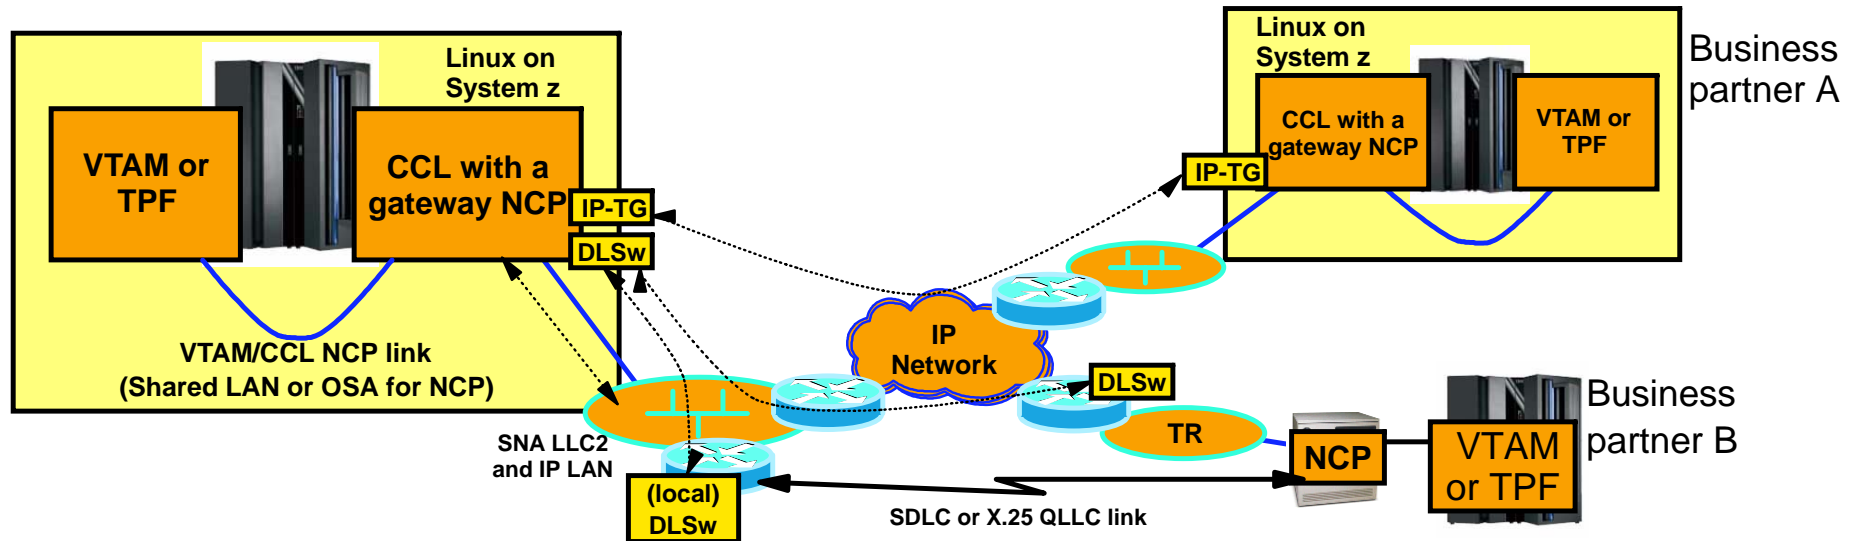 Linux on
System z
VTAM or
TPF
CCL with a
gateway NCP
IP-TG
DLSw
VTAM/CCL NCP link
(Shared LAN or OSA for NCP)
SNA LLC2
and IP LAN
(local)
DLSw
IP
Network
Linux on
System z
CCL with a
gateway NCP
VTAM or
TPF
IP-TG
Business
partner A
DLSw
TR
NCP
VTAM
or TPF
Business
partner B
SDLC or X.25 QLLC link